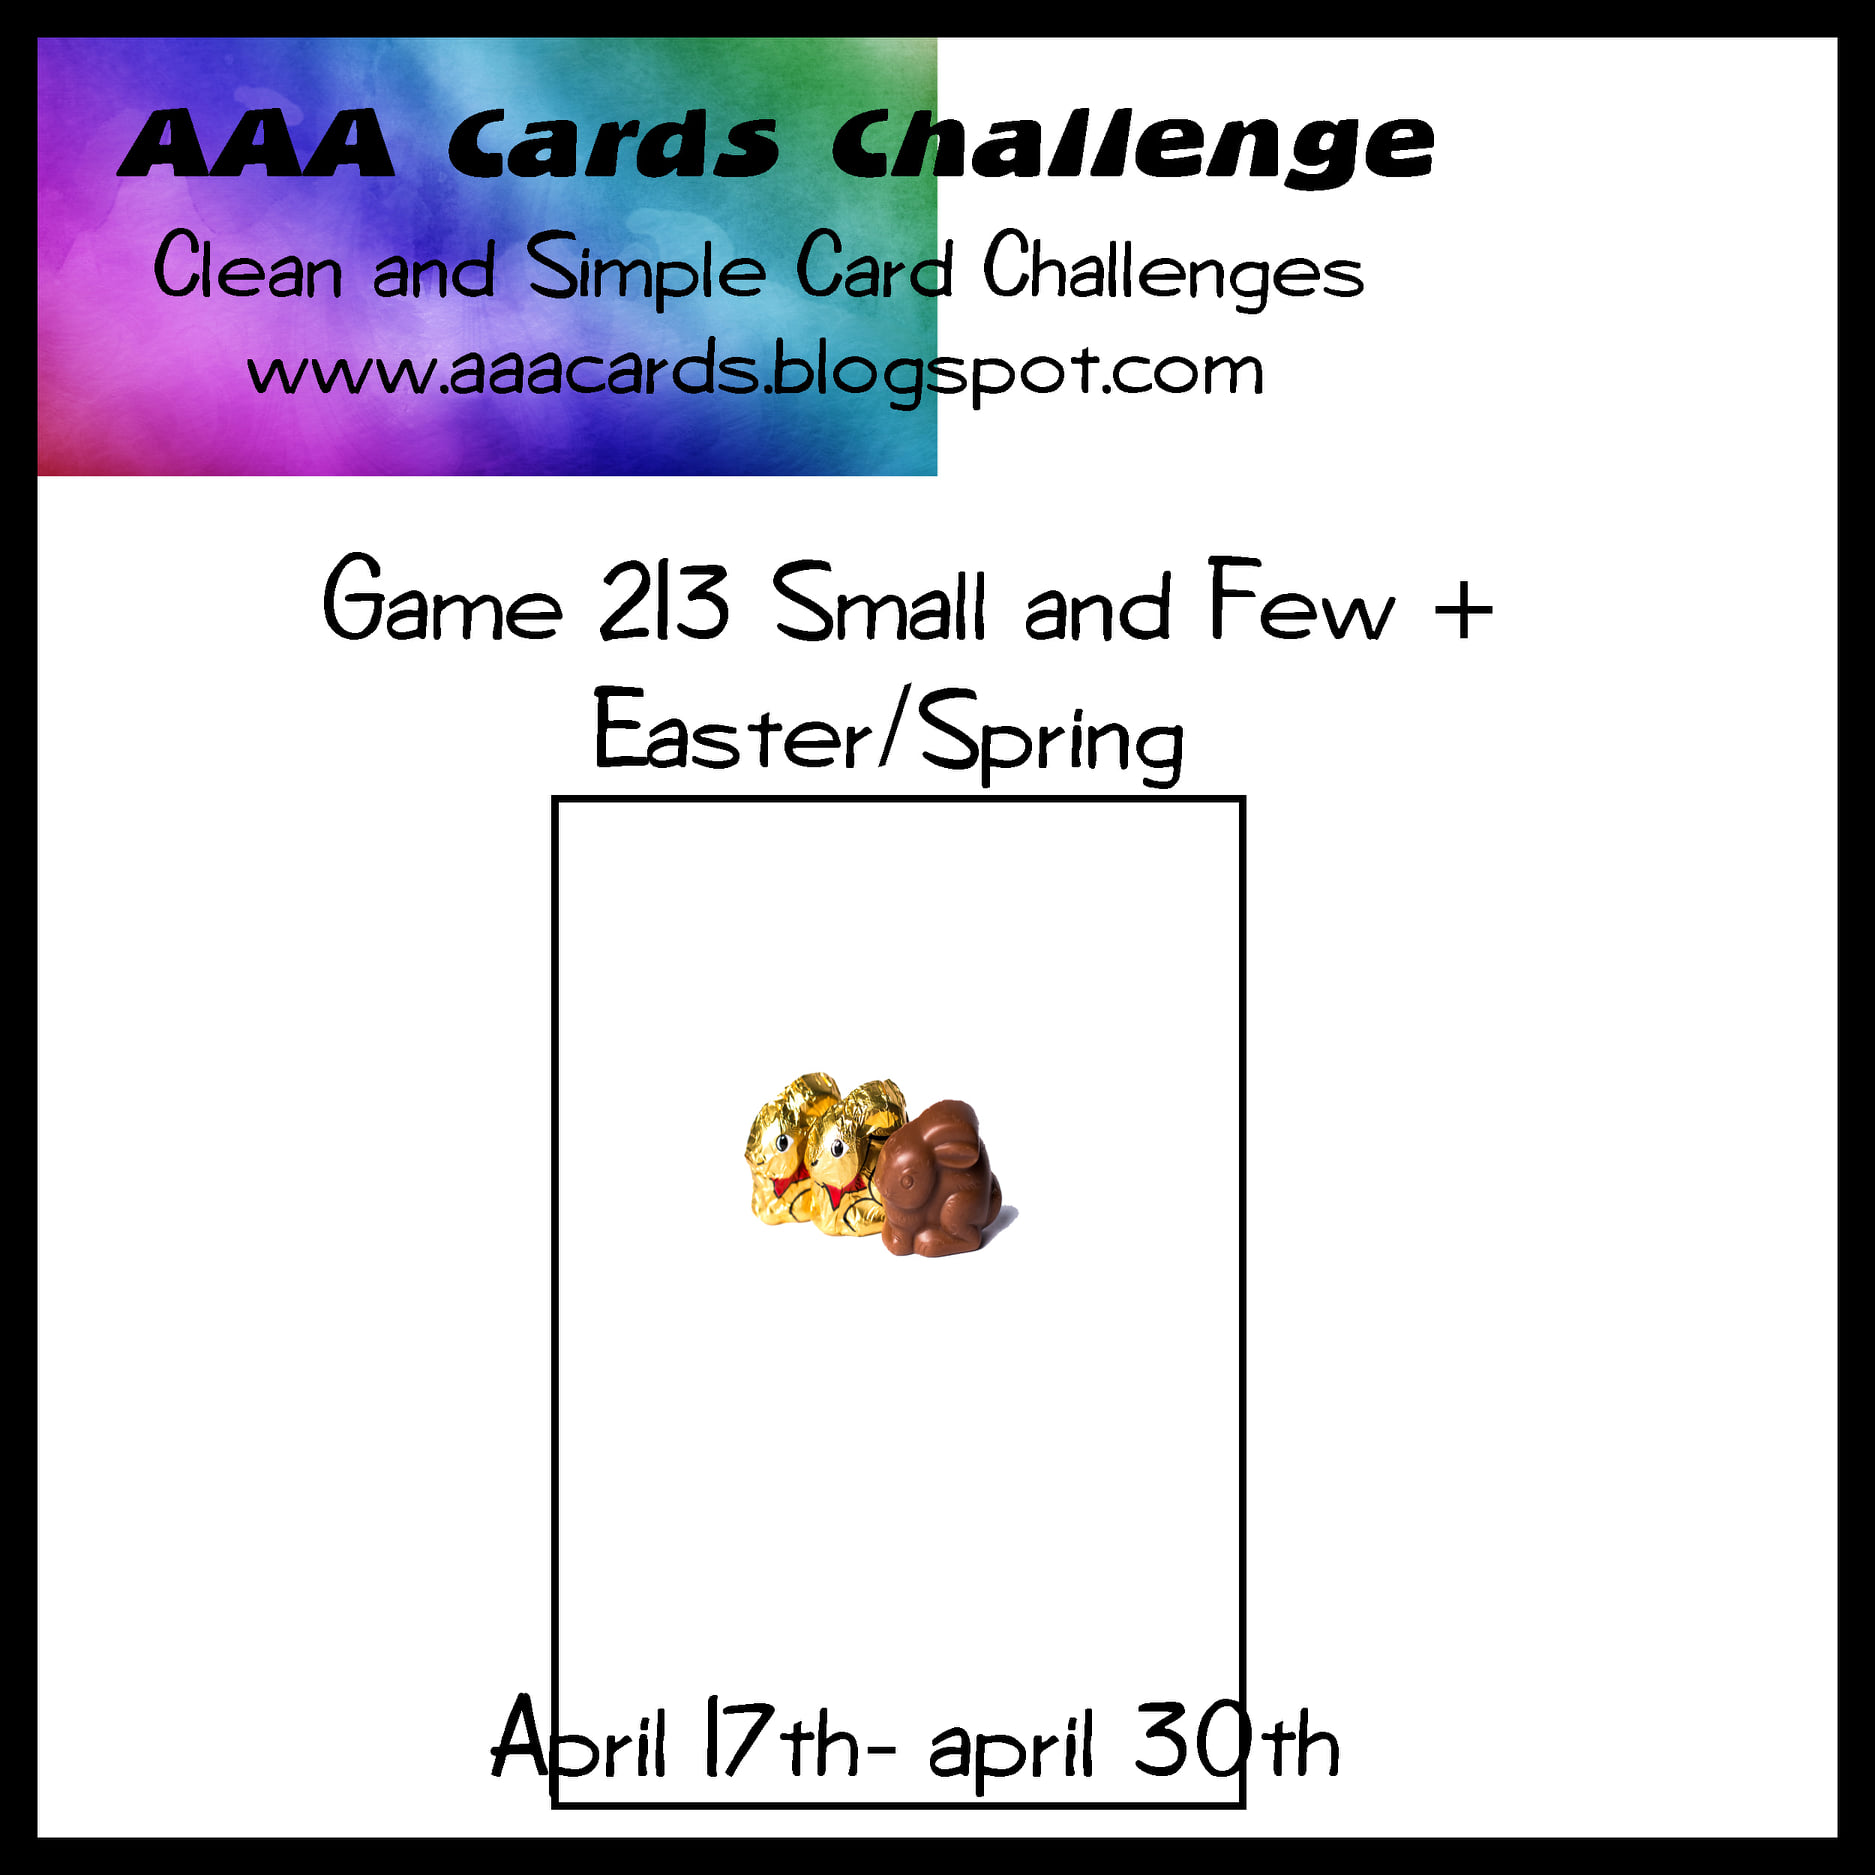 AAA Cards Challenge
Clean and Simple Card Challenges
www.aaacards.blogspot.com
Game 213 Small and Few +
Easter/Spring
April 17th- april 30th